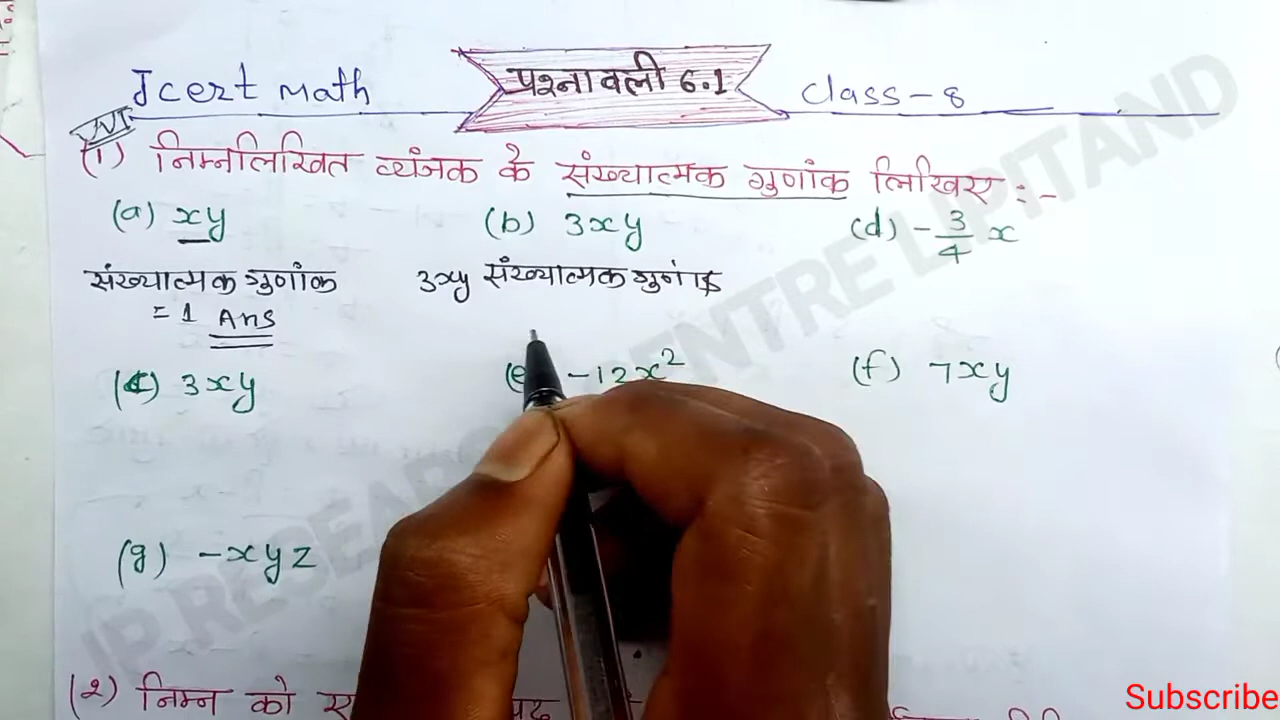 Jcert math प्रश्नावली 6.1 Class-8
(1) निम्नलिखित व्यंजक के संख्यात्मक गुणांक लिखिए :-
(a) xy (b) 3xy (d) -3/4 x
संख्यात्मक गुणांक 3xy संख्यात्मक गुणांक
= 1 Ans
(c) 3xy (e) -12x² (f) 7xy
(g) -xyz
(2) निम्न को
Subscribe